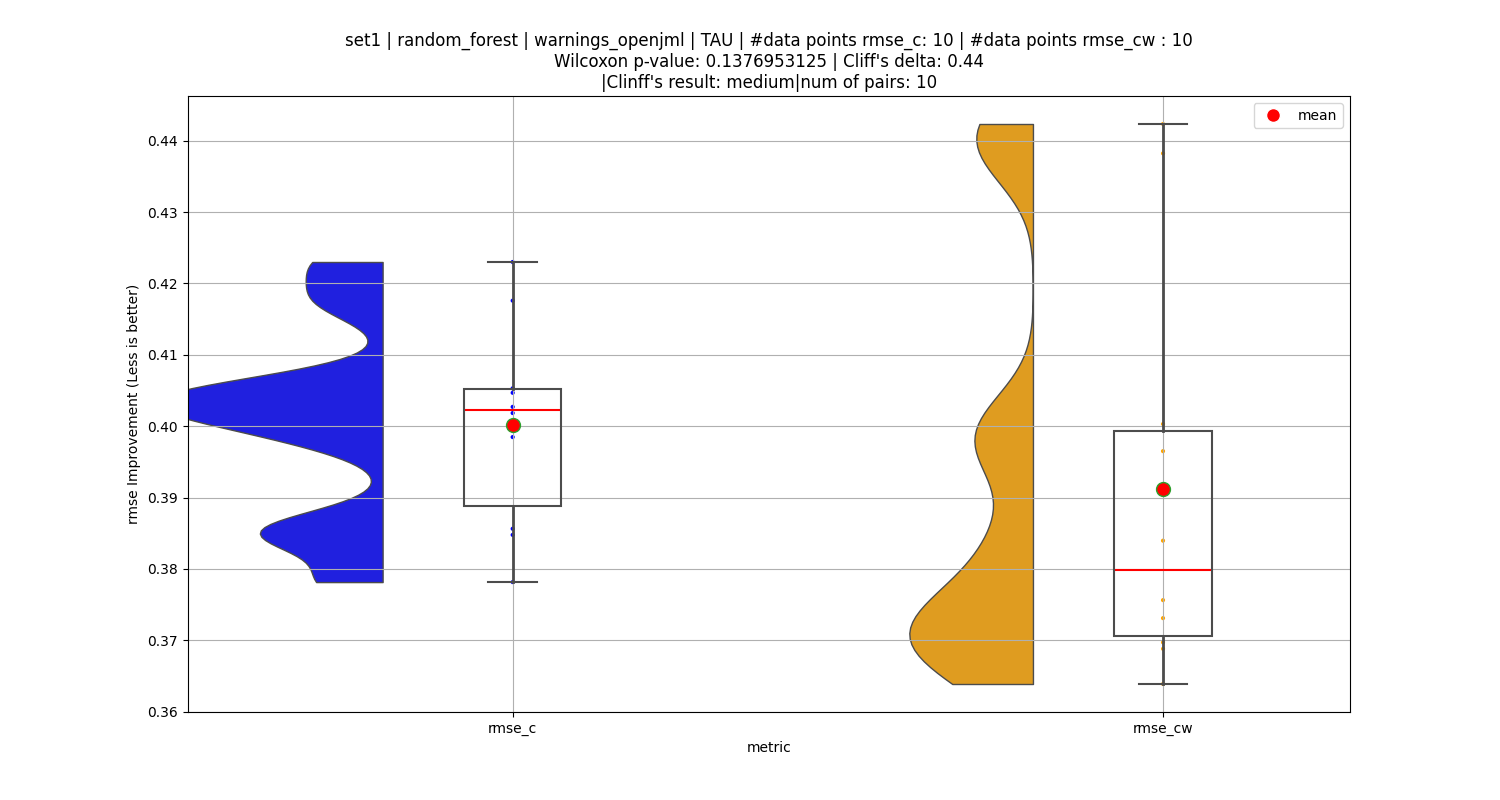 set1 | random_forest | warnings_openjml | TAU | #data points rmse_c: 10 | #data points rmse_cw : 10
Wilcoxon p-value: 0.1376953125 | Cliff's delta: 0.44
|Clinff's result: medium|num of pairs: 10
mean
0.44
0.43
0.42
0.41
0.40
0.39
0.38
0.37
0.36
rmse Improvement (Less is better)
rmse_c
rmse_cw
metric